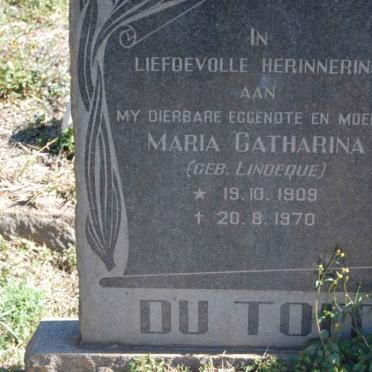 IN
LIEFDEVOLLE HERINNERIN
AAN
MY DIERBARE EGGENOTE EN MOE
MARIA CATHARINA
(GEB. LINDEQUE)
★ 19.10.1909
✝ 20.8.1970
DU TOIT